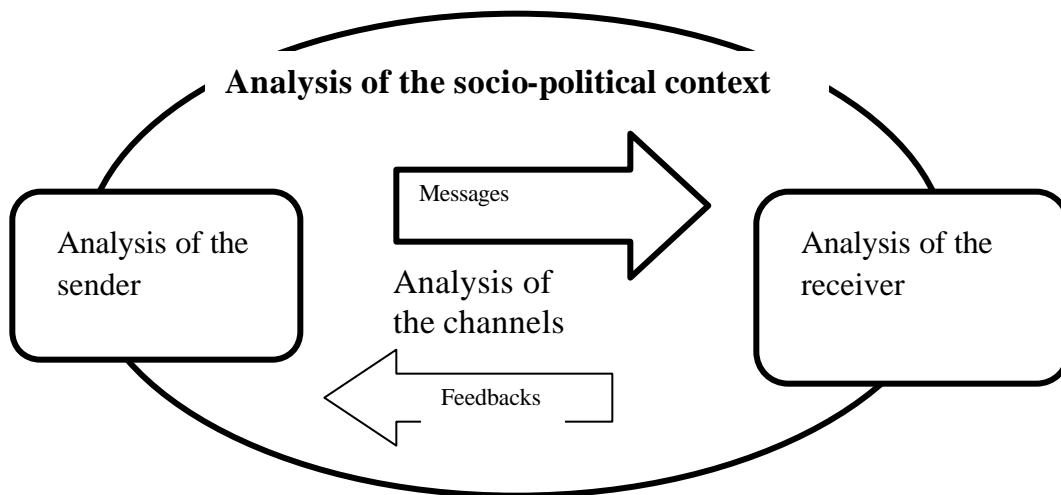 Analysis of the socio-political context
Messages
Analysis of the
sender
Analysis of the
receiver
Analysis of
the channels
Feedbacks